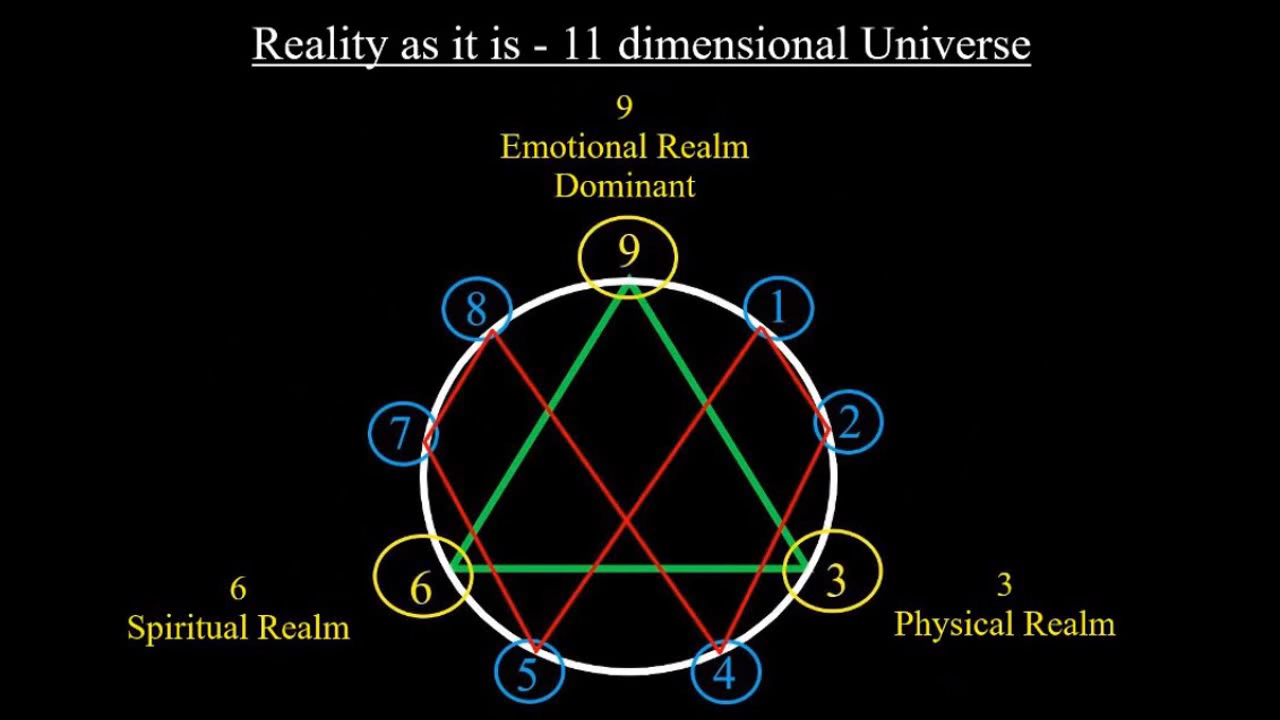 Reality as it is - 11 dimensional Universe
9
Emotional Realm
Dominant
9
8
1
7
2
6
3
6
Spiritual Realm
3
Physical Realm
5
4